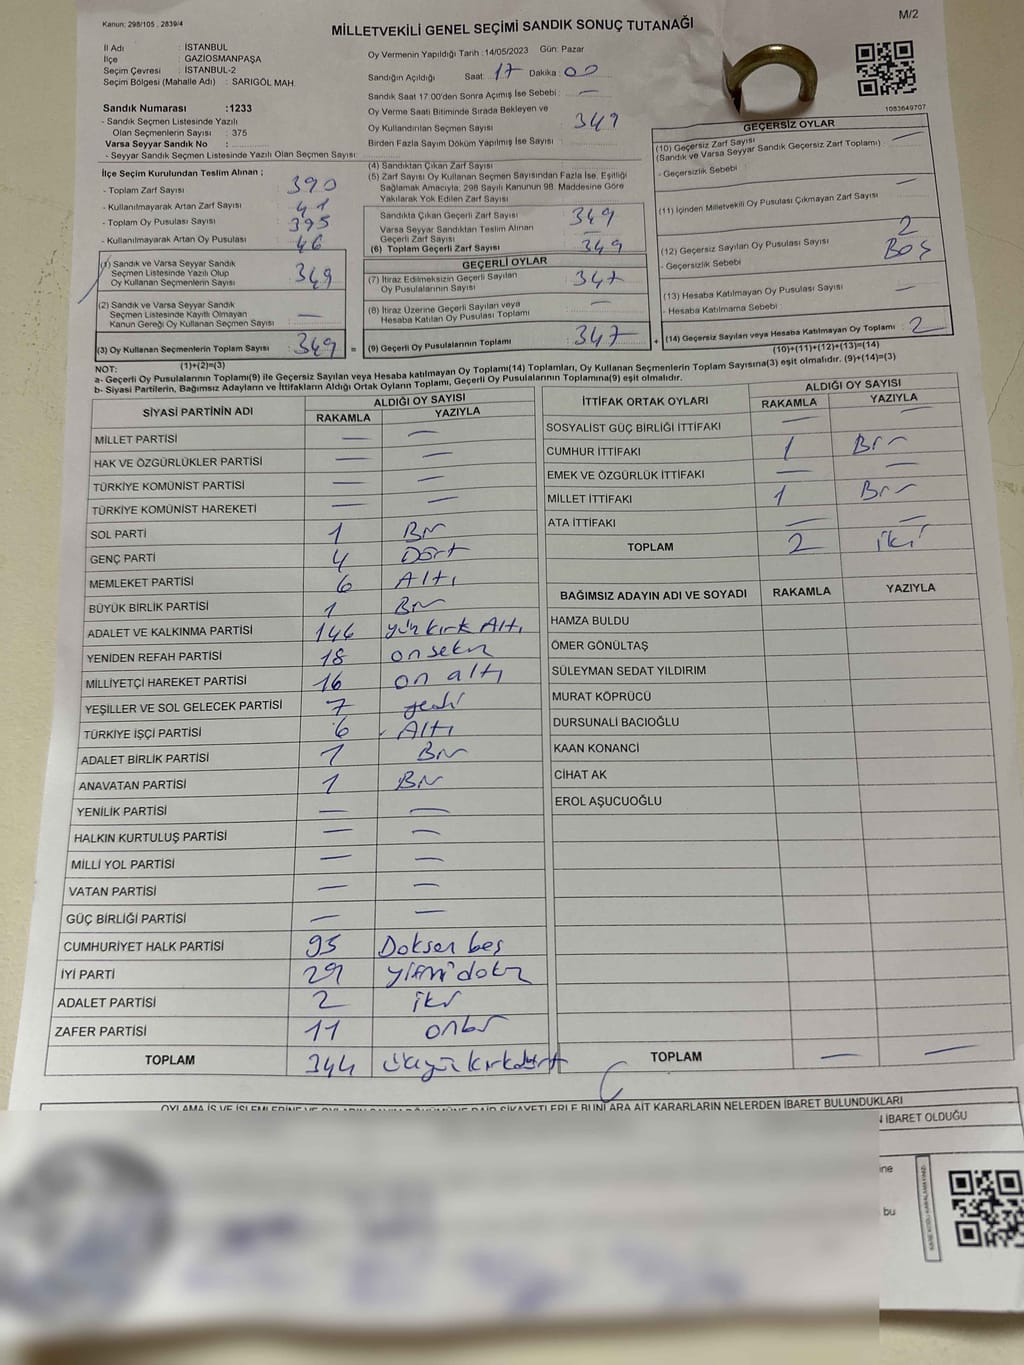 Kanun: 298/105 , 2839/4
MİLLETVEKİLİ GENEL SEÇİMİ SANDIK SONUÇ TUTANAĞI
M/2
İl Adı : İSTANBUL
İlçe : GAZİOSMANPAŞA
Seçim Çevresi : İSTANBUL-2
Seçim Bölgesi (Mahalle Adı) : SARIGÖL MAH.
Sandık Numarası :1233
- Sandık Seçmen Listesinde Yazılı
Olan Seçmenlerin Sayısı : 375
Varsa Seyyar Sandık No :
- Seyyar Sandık Seçmen Listesinde Yazılı Olan Seçmen Sayısı :
Oy Vermenin Yapıldığı Tarih :14/05/2023 Gün: Pazar
Sandığın Açıldığı Saat : 17 Dakika : 00
Sandık Saat 17:00'den Sonra Açımış İse Sebebi : —
Oy Verme Saati Bitiminde Sırada Bekleyen ve
Oy Kullandırılan Seçmen Sayısı : 349
Birden Fazla Sayım Döküm Yapılmış İse Sayısı :
1083649707
İlçe Seçim Kurulundan Teslim Alınan ;
- Toplam Zarf Sayısı : 390
- Kullanılmayarak Artan Zarf Sayısı : 41
- Toplam Oy Pusulası Sayısı : 395
- Kullanılmayarak Artan Oy Pusulası : 46
(1) Sandık ve Varsa Seyyar Sandık
Seçmen Listesinde Yazılı Olup
Oy Kullanan Seçmenlerin Sayısı : 349
(2) Sandık ve Varsa Seyyar Sandık
Seçmen Listesinde Kayıtlı Olmayan
Kanun Gereği Oy Kullanan Seçmen Sayısı : —
(3) Oy Kullanan Seçmenlerin Toplam Sayısı : 349 =
(4) Sandıktan Çıkan Zarf Sayısı :
(5) Zarf Sayısı Oy Kullanan Seçmen Sayısından Fazla İse, Eşitliği
Sağlamak Amacıyla; 298 Sayılı Kanunun 98. Maddesine Göre
Yakılarak Yok Edilen Zarf Sayısı :
Sandıkta Çıkan Geçerli Zarf Sayısı : 349
Varsa Seyyar Sandıktan Teslim Alınan
Geçerli Zarf Sayısı : —
(6) Toplam Geçerli Zarf Sayısı : 349
GEÇERLİ OYLAR
(7) İtiraz Edilmeksizin Geçerli Sayılan
Oy Pusulalarının Sayısı : 347
(8) İtiraz Üzerine Geçerli Sayılan veya
Hesaba Katılan Oy Pusulası Toplamı : —
(9) Geçerli Oy Pusulalarının Toplamı : 347 +
GEÇERSİZ OYLAR
(10) Geçersiz Zarf Sayısı : —
(Sandık ve Varsa Seyyar Sandık Geçersiz Zarf Toplamı)
- Geçersizlik Sebebi :
(11) İçinden Milletvekili Oy Pusulası Çıkmayan Zarf Sayısı : —
(12) Geçersiz Sayılan Oy Pusulası Sayısı : 2
- Geçersizlik Sebebi : Boş
(13) Hesaba Katılmayan Oy Pusulası Sayısı : —
- Hesaba Katılmama Sebebi :
(14) Geçersiz Sayılan veya Hesaba Katılmayan Oy Toplamı : 2
(1)+(2)=(3)
(10)+(11)+(12)+(13)=(14)
NOT:
a- Geçerli Oy Pusulalarının Toplamı(9) ile Geçersiz Sayılan veya Hesaba katılmayan Oy Toplamı(14) Toplamları, Oy Kullanan Seçmenlerin Toplam Sayısına(3) eşit olmalıdır. (9)+(14)=(3)
b- Siyasi Partilerin, Bağımsız Adayların ve İttifakların Aldığı Ortak Oyların Toplamı, Geçerli Oy Pusulalarının Toplamına(9) eşit olmalıdır.
SİYASİ PARTİNİN ADI ALDIĞI OY SAYISI
RAKAMLA YAZIYLA
MİLLET PARTİSİ — —
HAK VE ÖZGÜRLÜKLER PARTİSİ — —
TÜRKİYE KOMÜNİST PARTİSİ — —
TÜRKİYE KOMÜNİST HAREKETİ — —
SOL PARTİ 1 Bir
GENÇ PARTİ 4 Dört
MEMLEKET PARTİSİ 6 Altı
BÜYÜK BİRLİK PARTİSİ 1 Bir
ADALET VE KALKINMA PARTİSİ 146 yüz kırk Altı
YENİDEN REFAH PARTİSİ 18 on sekiz
MİLLİYETÇİ HAREKET PARTİSİ 16 on altı
YEŞİLLER VE SOL GELECEK PARTİSİ 7 yedi
TÜRKİYE İŞÇİ PARTİSİ 6 Altı
ADALET BİRLİK PARTİSİ 1 Bir
ANAVATAN PARTİSİ 1 Bir
YENİLİK PARTİSİ — —
HALKIN KURTULUŞ PARTİSİ — —
MİLLİ YOL PARTİSİ — —
VATAN PARTİSİ — —
GÜÇ BİRLİĞİ PARTİSİ — —
CUMHURİYET HALK PARTİSİ 95 Doksan beş
İYİ PARTİ 29 yirmi dokuz
ADALET PARTİSİ 2 iki
ZAFER PARTİSİ 11 onbir
TOPLAM 344 üçyüz kırkdört
İTTİFAK ORTAK OYLARI ALDIĞI OY SAYISI
RAKAMLA YAZIYLA
SOSYALİST GÜÇ BİRLİĞİ İTTİFAKI — —
CUMHUR İTTİFAKI 1 Bir
EMEK VE ÖZGÜRLÜK İTTİFAKI — —
MİLLET İTTİFAKI 1 Bir
ATA İTTİFAKI — —
TOPLAM 2 iki
BAĞIMSIZ ADAYIN ADI VE SOYADI RAKAMLA YAZIYLA
HAMZA BULDU
ÖMER GÖNÜLTAŞ
SÜLEYMAN SEDAT YILDIRIM
MURAT KÖPRÜCÜ
DURSUNALİ BACIOĞLU
KAAN KONANCİ
CİHAT AK
EROL AŞUCUOĞLU
TOPLAM — —
OYLAMA İŞ VE İŞLEMLERİNE VE OYLARIN SAYIM DÖKÜMÜNE DAİR ŞİKAYETLERLE BUNLARA AİT KARARLARIN NELERDEN İBARET BULUNDUKLARI
İBARET OLDUĞU
bu